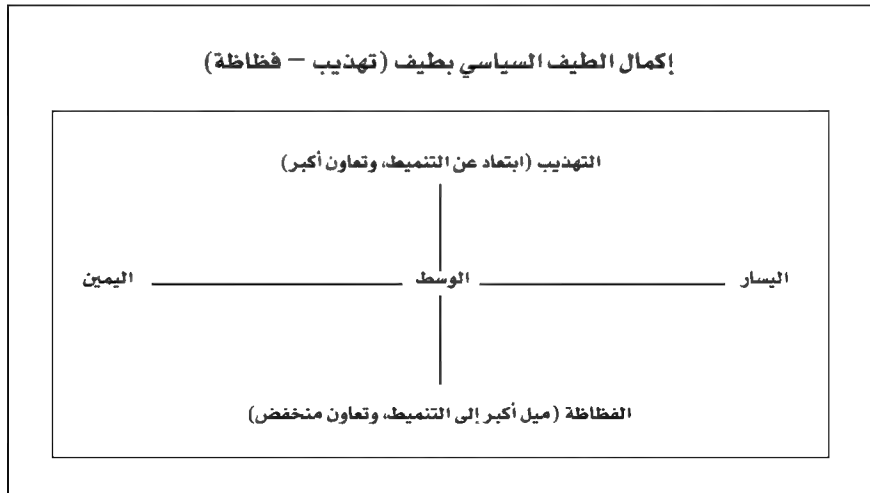 إكمال الطيف السياسي بطيف (تهذيب – فظاظة)
التهذيب (ابتعاد عن التنميط، وتعاون أكبر)
اليسار
الوسط
اليمين
الفظاظة (ميل أكبر إلى التنميط، وتعاون منخفض)